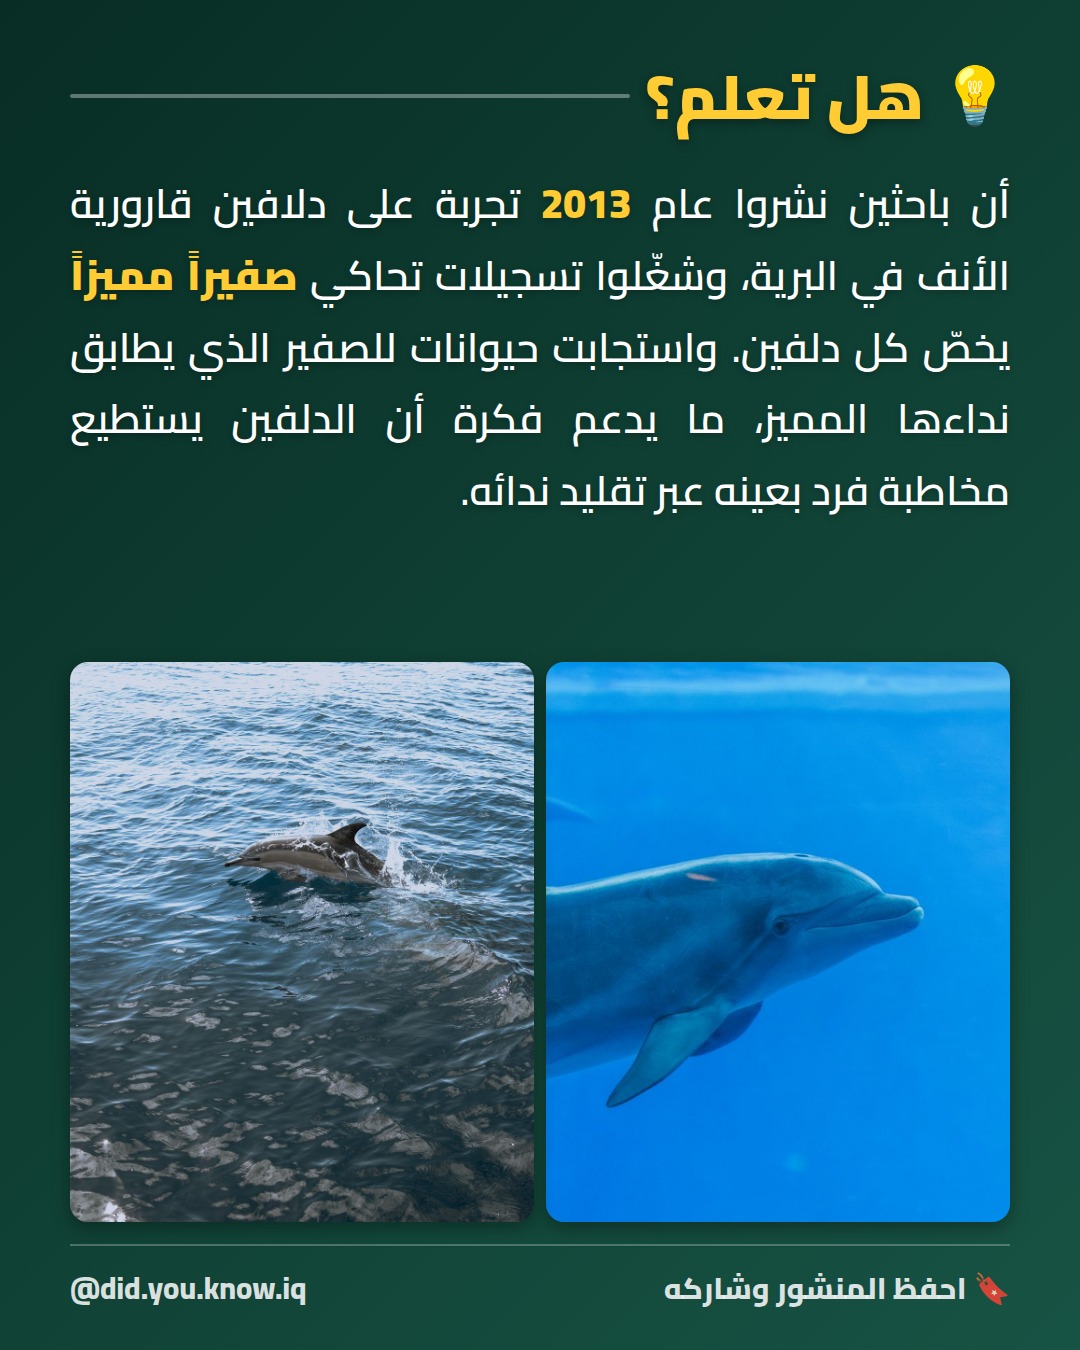 هل تعلم؟
أن باحثين نشروا عام 2013 تجربة على دلافين قارورية
الأنف في البرية، وشغّلوا تسجيلات تحاكي صفيراً مميزاً
يخصّ كل دلفين. واستجابت حيوانات للصفير الذي يطابق
نداءها المميز، ما يدعم فكرة أن الدلفين يستطيع
مخاطبة فرد بعينه عبر تقليد ندائه.
احفظ المنشور وشاركه
@did.you.know.iq